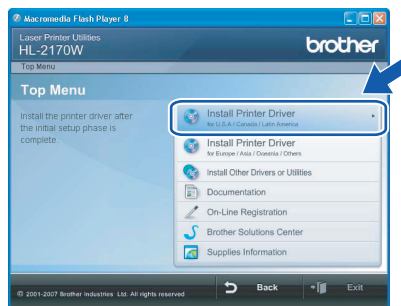 Macromedia Flash Player 8
Laser Printer Utilities
HL-2170W
brother
Top Menu
Top Menu
Install the printer driver after
the initial setup phase is
complete.
Install Printer Driver
for U.S.A / Canada / Latin America
Install Printer Driver
for Europe / Asia / Oceania / Others
Install Other Drivers or Utilities
Documentation
On-Line Registration
Brother Solutions Center
Supplies Information
© 2001-2007 Brother Industries Ltd. All rights reserved
Back
Exit